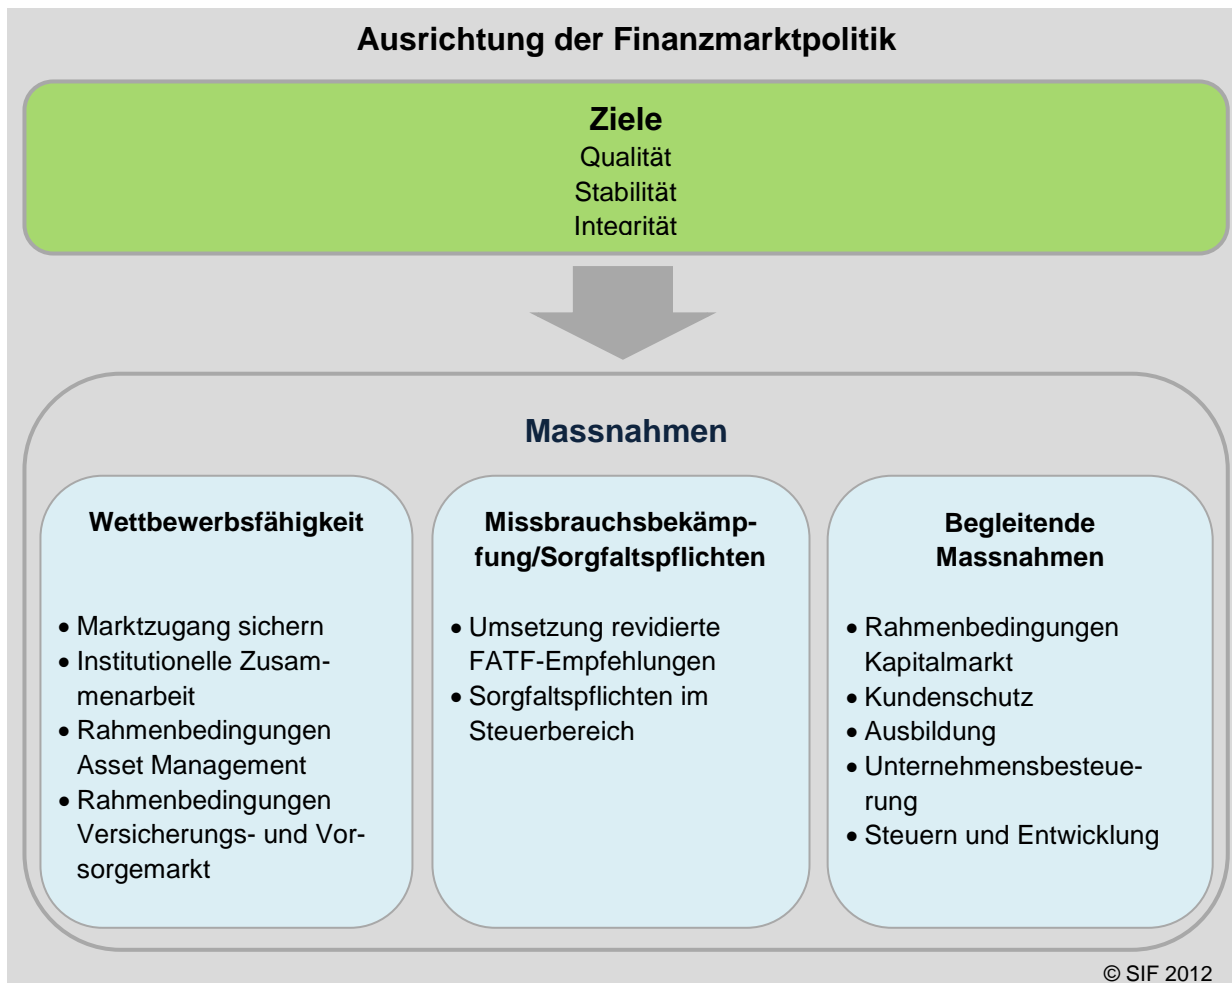 Ausrichtung der Finanzmarktpolitik
Ziele
Qualität
Stabilität
Integrität
Massnahmen
Wettbewerbsfähigkeit
• Marktzugang sichern
• Institutionelle Zusam-
menarbeit
• Rahmenbedingungen
Asset Management
• Rahmenbedingungen
Versicherungs- und Vor-
sorgemarkt
Missbrauchsbekämp-
fung/Sorgfaltspflichten
• Umsetzung revidierte
FATF-Empfehlungen
• Sorgfaltspflichten im
Steuerbereich
Begleitende
Massnahmen
• Rahmenbedingungen
Kapitalmarkt
• Kundenschutz
• Ausbildung
• Unternehmensbesteue-
rung
• Steuern und Entwicklung
© SIF 2012